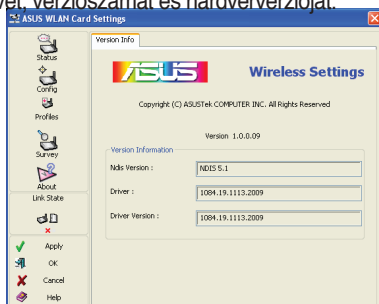 verziószámát és hardververzióját.
ASUS WLAN Card Settings
Status
Config
Profiles
Survey
About
Link State
Apply
OK
Cancel
Help
Version Info
ASUS
Wireless Settings
Copyright (C) ASUSTek COMPUTER INC. All Rights Reserved
Version 1.0.0.09
Version Information
Ndis Version :
NDIS 5.1
Driver :
1084.19.1113.2009
Driver Version :
1084.19.1113.2009